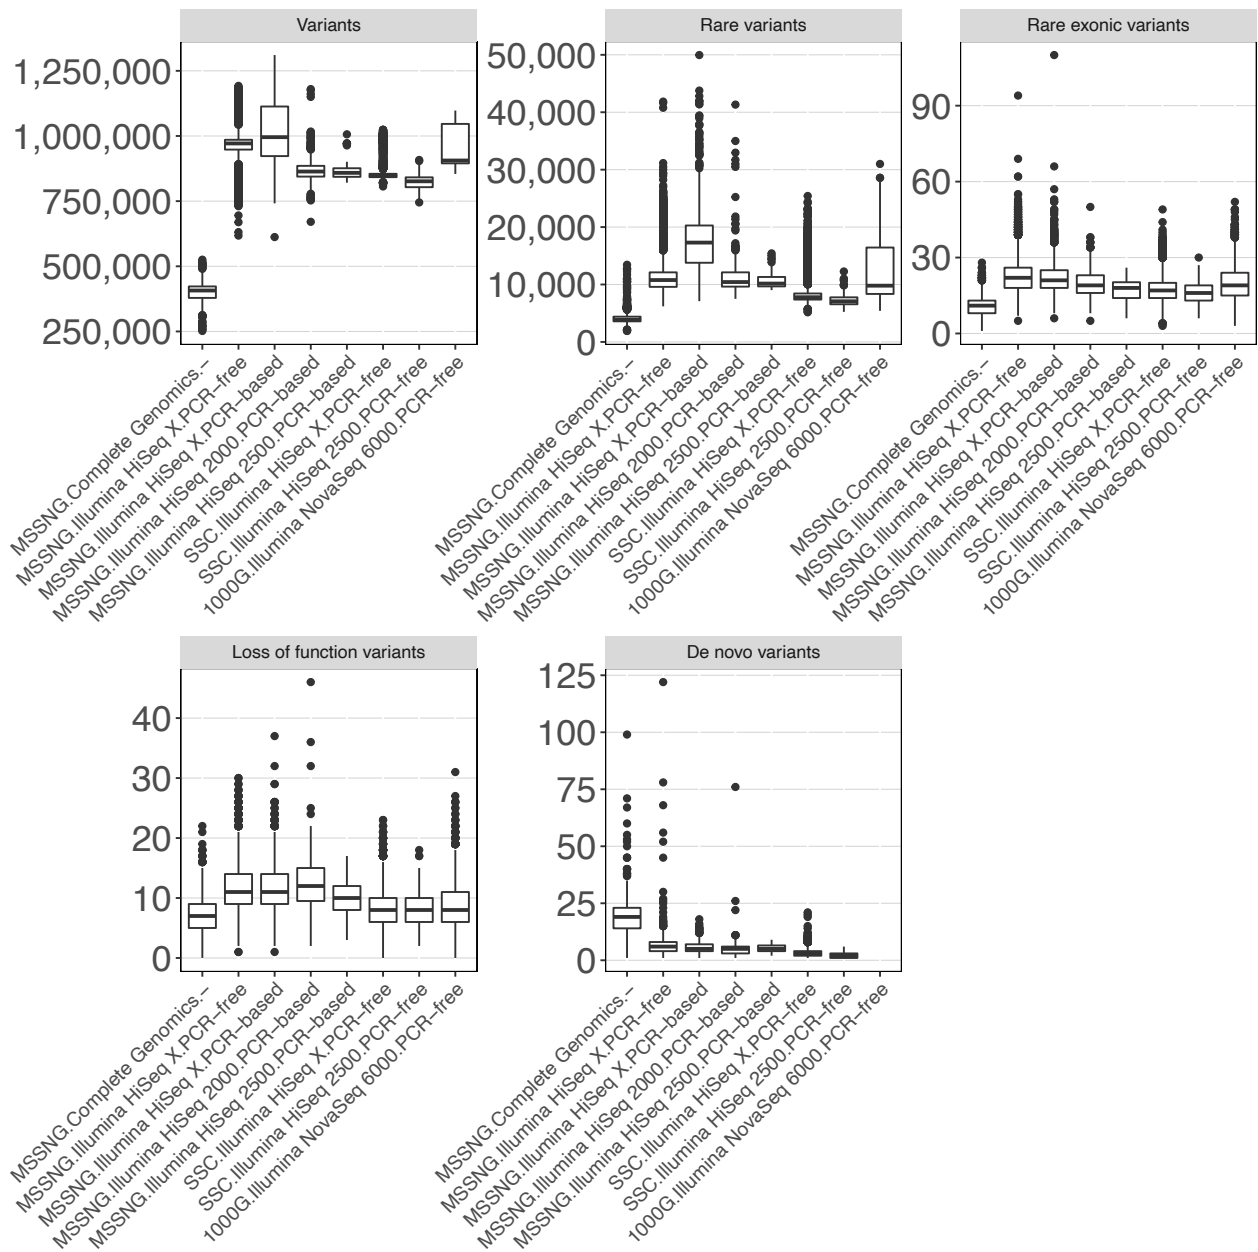 Variants
1,250,000
1,000,000
750,000
500,000
250,000
MSSNG.Complete Genomics.–
MSSNG.Illumina HiSeq X.PCR–free
MSSNG.Illumina HiSeq X.PCR–based
MSSNG.Illumina HiSeq 2000.PCR–based
MSSNG.Illumina HiSeq 2500.PCR–based
SSC.Illumina HiSeq X.PCR–free
SSC.Illumina HiSeq 2500.PCR–free
1000G.Illumina NovaSeq 6000.PCR–free
Rare variants
50,000
40,000
30,000
20,000
10,000
0
MSSNG.Complete Genomics.–
MSSNG.Illumina HiSeq X.PCR–free
MSSNG.Illumina HiSeq X.PCR–based
MSSNG.Illumina HiSeq 2000.PCR–based
MSSNG.Illumina HiSeq 2500.PCR–based
SSC.Illumina HiSeq X.PCR–free
SSC.Illumina HiSeq 2500.PCR–free
1000G.Illumina NovaSeq 6000.PCR–free
Rare exonic variants
90
60
30
0
MSSNG.Complete Genomics.–
MSSNG.Illumina HiSeq X.PCR–free
MSSNG.Illumina HiSeq X.PCR–based
MSSNG.Illumina HiSeq 2000.PCR–based
MSSNG.Illumina HiSeq 2500.PCR–based
SSC.Illumina HiSeq X.PCR–free
SSC.Illumina HiSeq 2500.PCR–free
1000G.Illumina NovaSeq 6000.PCR–free
Loss of function variants
40
30
20
10
0
MSSNG.Complete Genomics.–
MSSNG.Illumina HiSeq X.PCR–free
MSSNG.Illumina HiSeq X.PCR–based
MSSNG.Illumina HiSeq 2000.PCR–based
MSSNG.Illumina HiSeq 2500.PCR–based
SSC.Illumina HiSeq X.PCR–free
SSC.Illumina HiSeq 2500.PCR–free
1000G.Illumina NovaSeq 6000.PCR–free
De novo variants
125
100
75
50
25
0
MSSNG.Complete Genomics.–
MSSNG.Illumina HiSeq X.PCR–free
MSSNG.Illumina HiSeq X.PCR–based
MSSNG.Illumina HiSeq 2000.PCR–based
MSSNG.Illumina HiSeq 2500.PCR–based
SSC.Illumina HiSeq X.PCR–free
SSC.Illumina HiSeq 2500.PCR–free
1000G.Illumina NovaSeq 6000.PCR–free